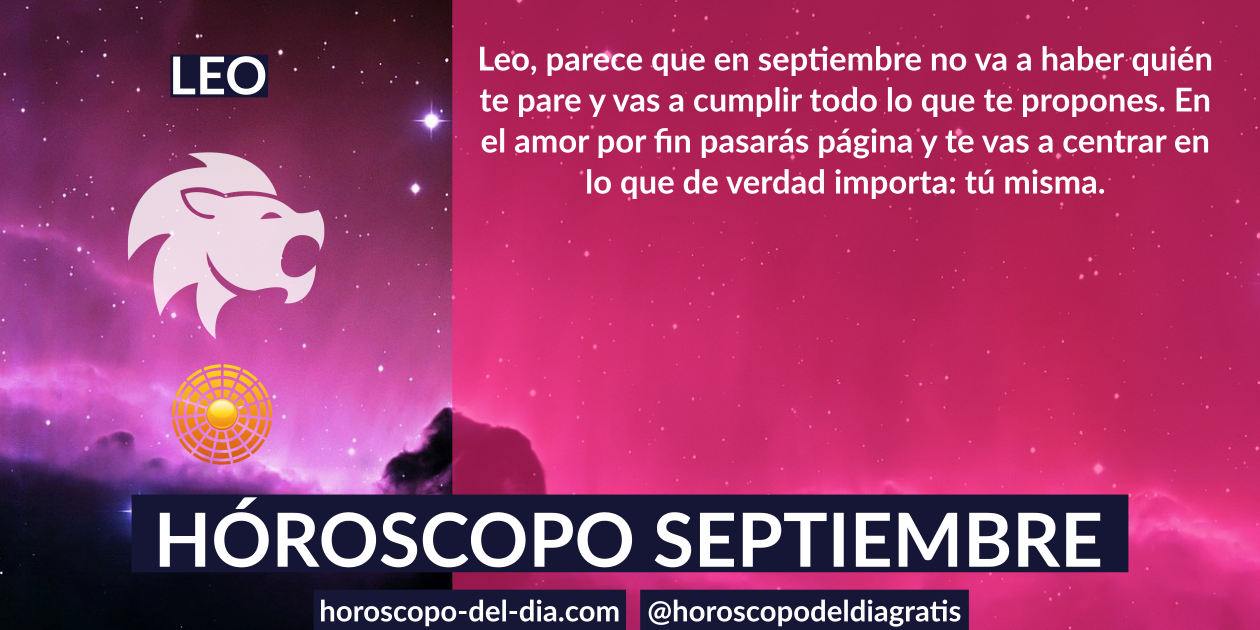 LEO
Leo, parece que en septiembre no va a haber quién
te pare y vas a cumplir todo lo que te propones. En
el amor por fin pasarás página y te vas a centrar en
lo que de verdad importa: tú misma.
HÓROSCOPO SEPTIEMBRE
horoscopo-del-dia.com
@horoscopodeldiagratis